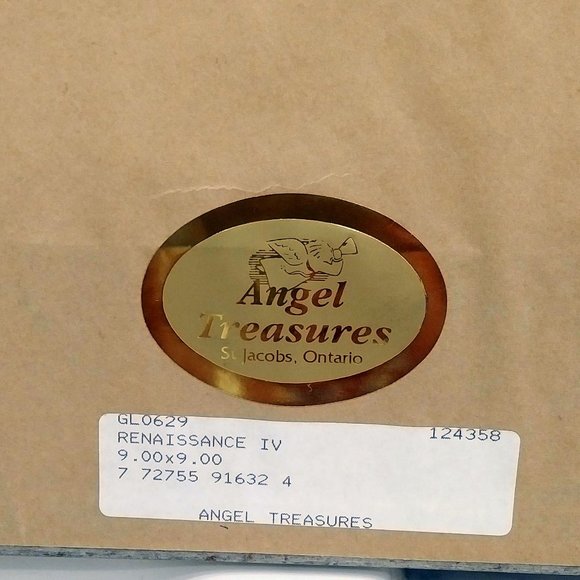 Angel
Treasures
St. Jacobs, Ontario
GL0629
124358
RENAISSANCE IV
9.00x9.00
7 72755 91632 4
ANGEL TREASURES